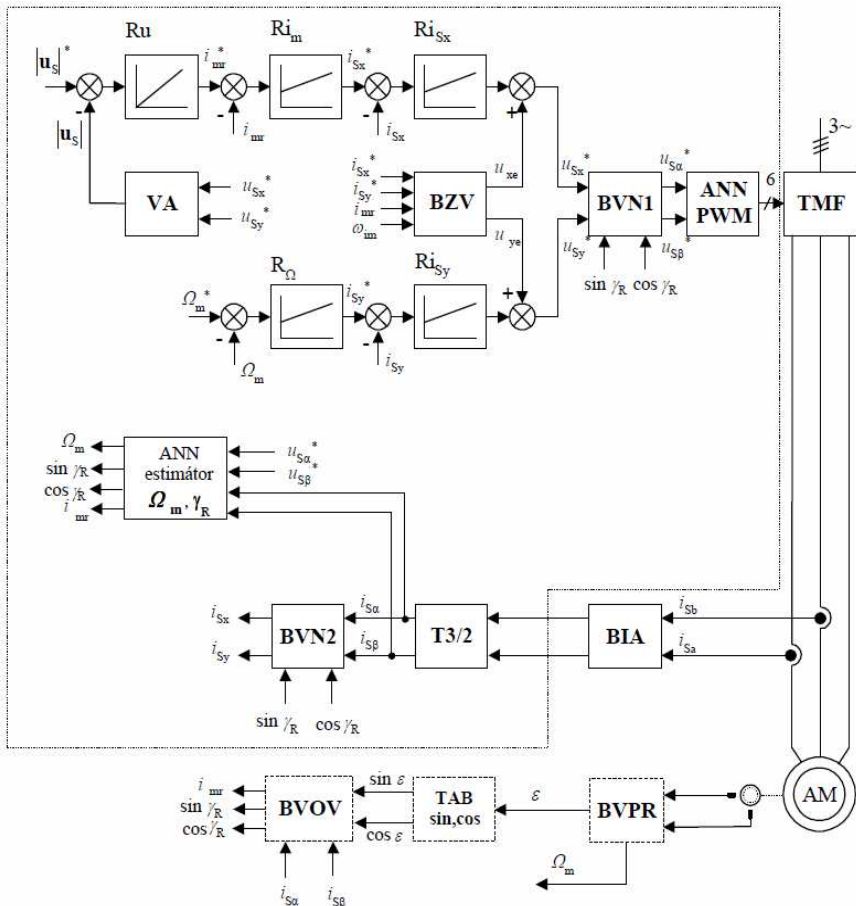 Ru
Ri_m
Ri_Sx
|u_S|*
i_mr*
i_Sx*
-
-
-
+
|u_S|
i_mr
i_Sx
3~
VA
u_Sx*
u_Sy*
i_Sx*
i_Sy*
i_mr
ω_im
BZV
u_xe
u_ye
u_Sx*
u_Sy*
BVN1
sin γ_R
cos γ_R
u_Sα*
u_Sβ*
ANN
PWM
6
TMF
R_Ω
Ri_Sy
Ω_m*
i_Sy*
+
-
-
Ω_m
i_Sy
Ω_m
sin γ_R
cos γ_R
i_mr
ANN
estimátor
Ω_m, γ_R
u_Sα*
u_Sβ*
i_Sx
i_Sy
BVN2
sin γ_R
cos γ_R
i_Sα
i_Sβ
T3/2
BIA
i_Sb
i_Sa
i_mr
sin γ_R
cos γ_R
BVOV
i_Sα
i_Sβ
sin ε
cos ε
TAB
sin,cos
ε
BVPR
Ω_m
AM